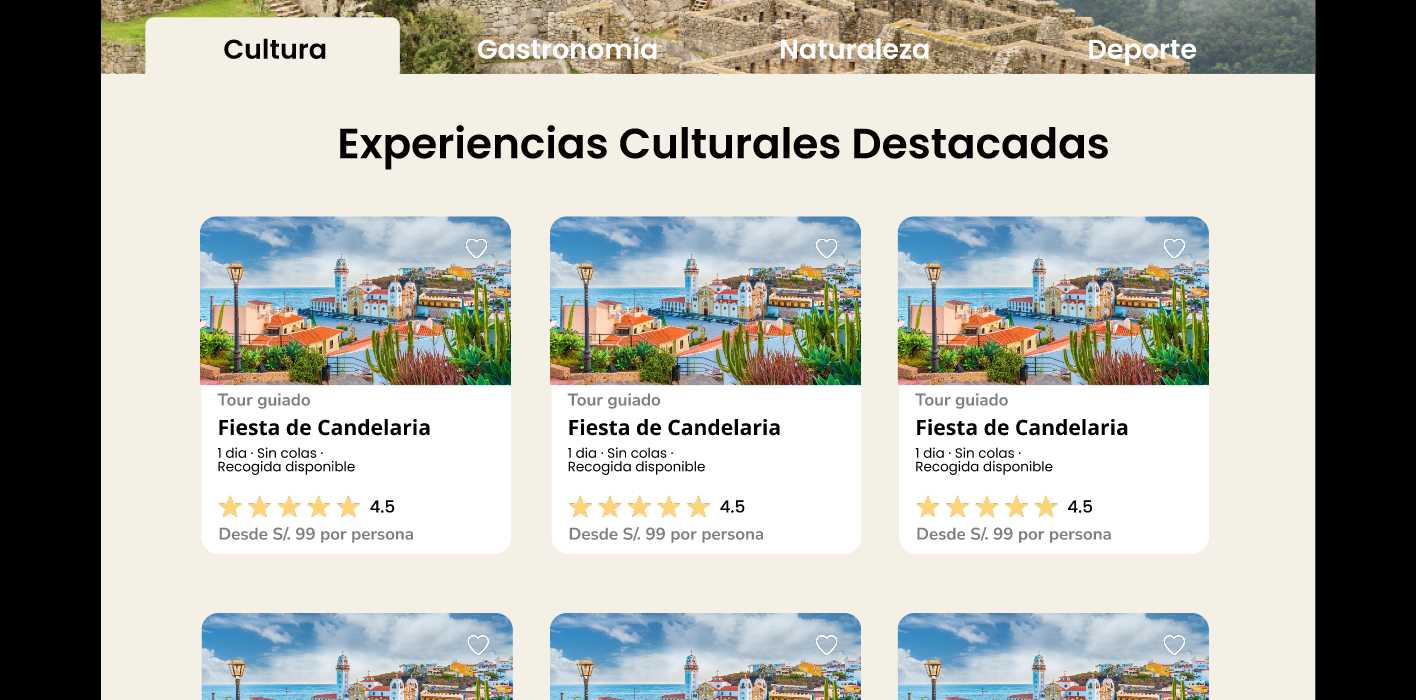 Cultura Gastronomia Naturaleza Deporte
Experiencias Culturales Destacadas
Tour guiado
Fiesta de Candelaria
1 dia · Sin colas ·
Recogida disponible
4.5
Desde S/. 99 por persona
Tour guiado
Fiesta de Candelaria
1 dia · Sin colas ·
Recogida disponible
4.5
Desde S/. 99 por persona
Tour guiado
Fiesta de Candelaria
1 dia · Sin colas ·
Recogida disponible
4.5
Desde S/. 99 por persona